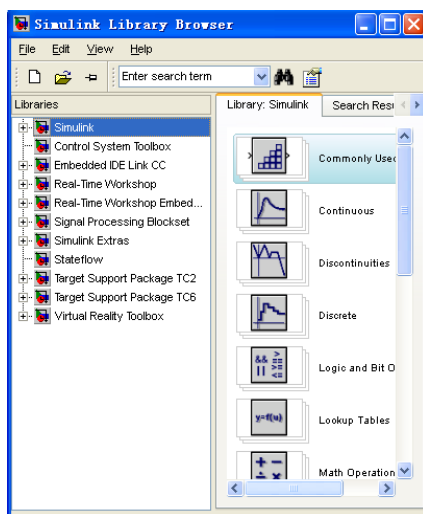 Simulink Library Browser
File Edit View Help
Enter search term
Libraries
Simulink
Control System Toolbox
Embedded IDE Link CC
Real-Time Workshop
Real-Time Workshop Embed...
Signal Processing Blockset
Simulink Extras
Stateflow
Target Support Package TC2
Target Support Package TC6
Virtual Reality Toolbox
Library: Simulink Search Resu
Commonly Used
Continuous
Discontinuities
Discrete
&& >=
|| <=
Logic and Bit O
y=f(u) Lookup Tables
+ −
÷ ×
Math Operation